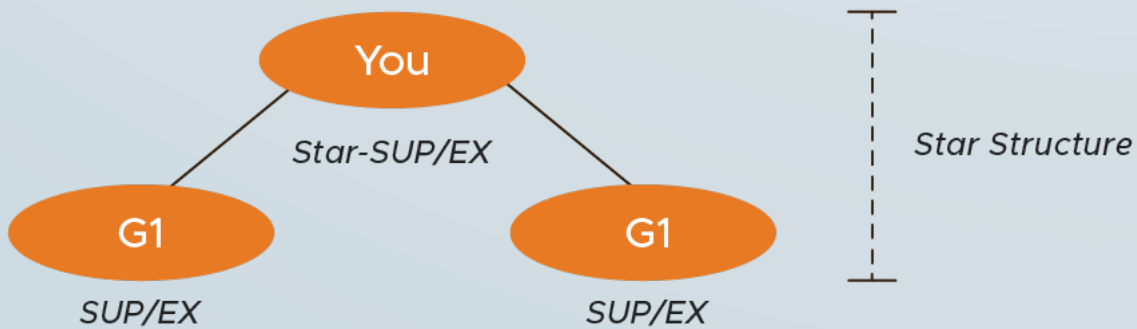 You
Star-SUP/EX
Star Structure
G1
G1
SUP/EX
SUP/EX